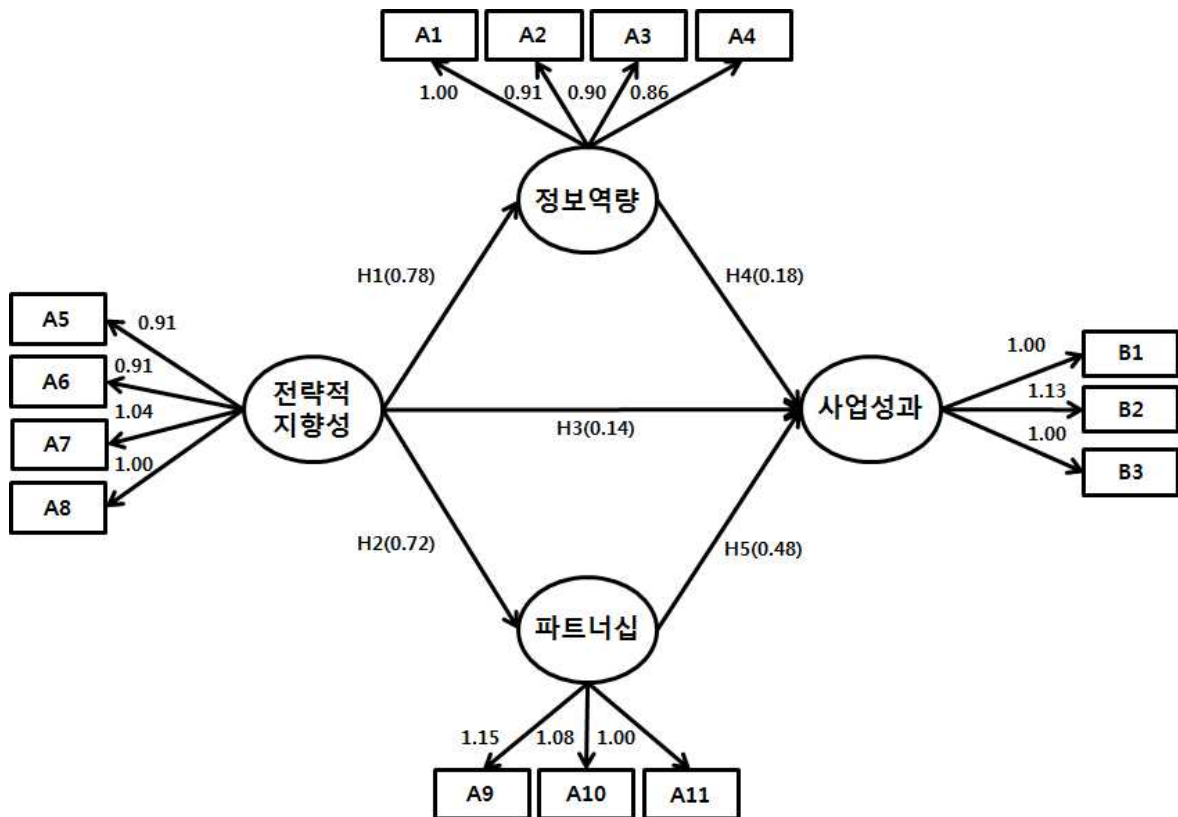 A1
A2
A3
A4
1.00
0.91
0.90
0.86
정보역량
H1(0.78)
H4(0.18)
A5
A6
A7
A8
0.91
0.91
1.04
1.00
전략적
지향성
H3(0.14)
사업성과
1.00
1.13
1.00
B1
B2
B3
H2(0.72)
H5(0.48)
파트너십
1.15
1.08
1.00
A9
A10
A11